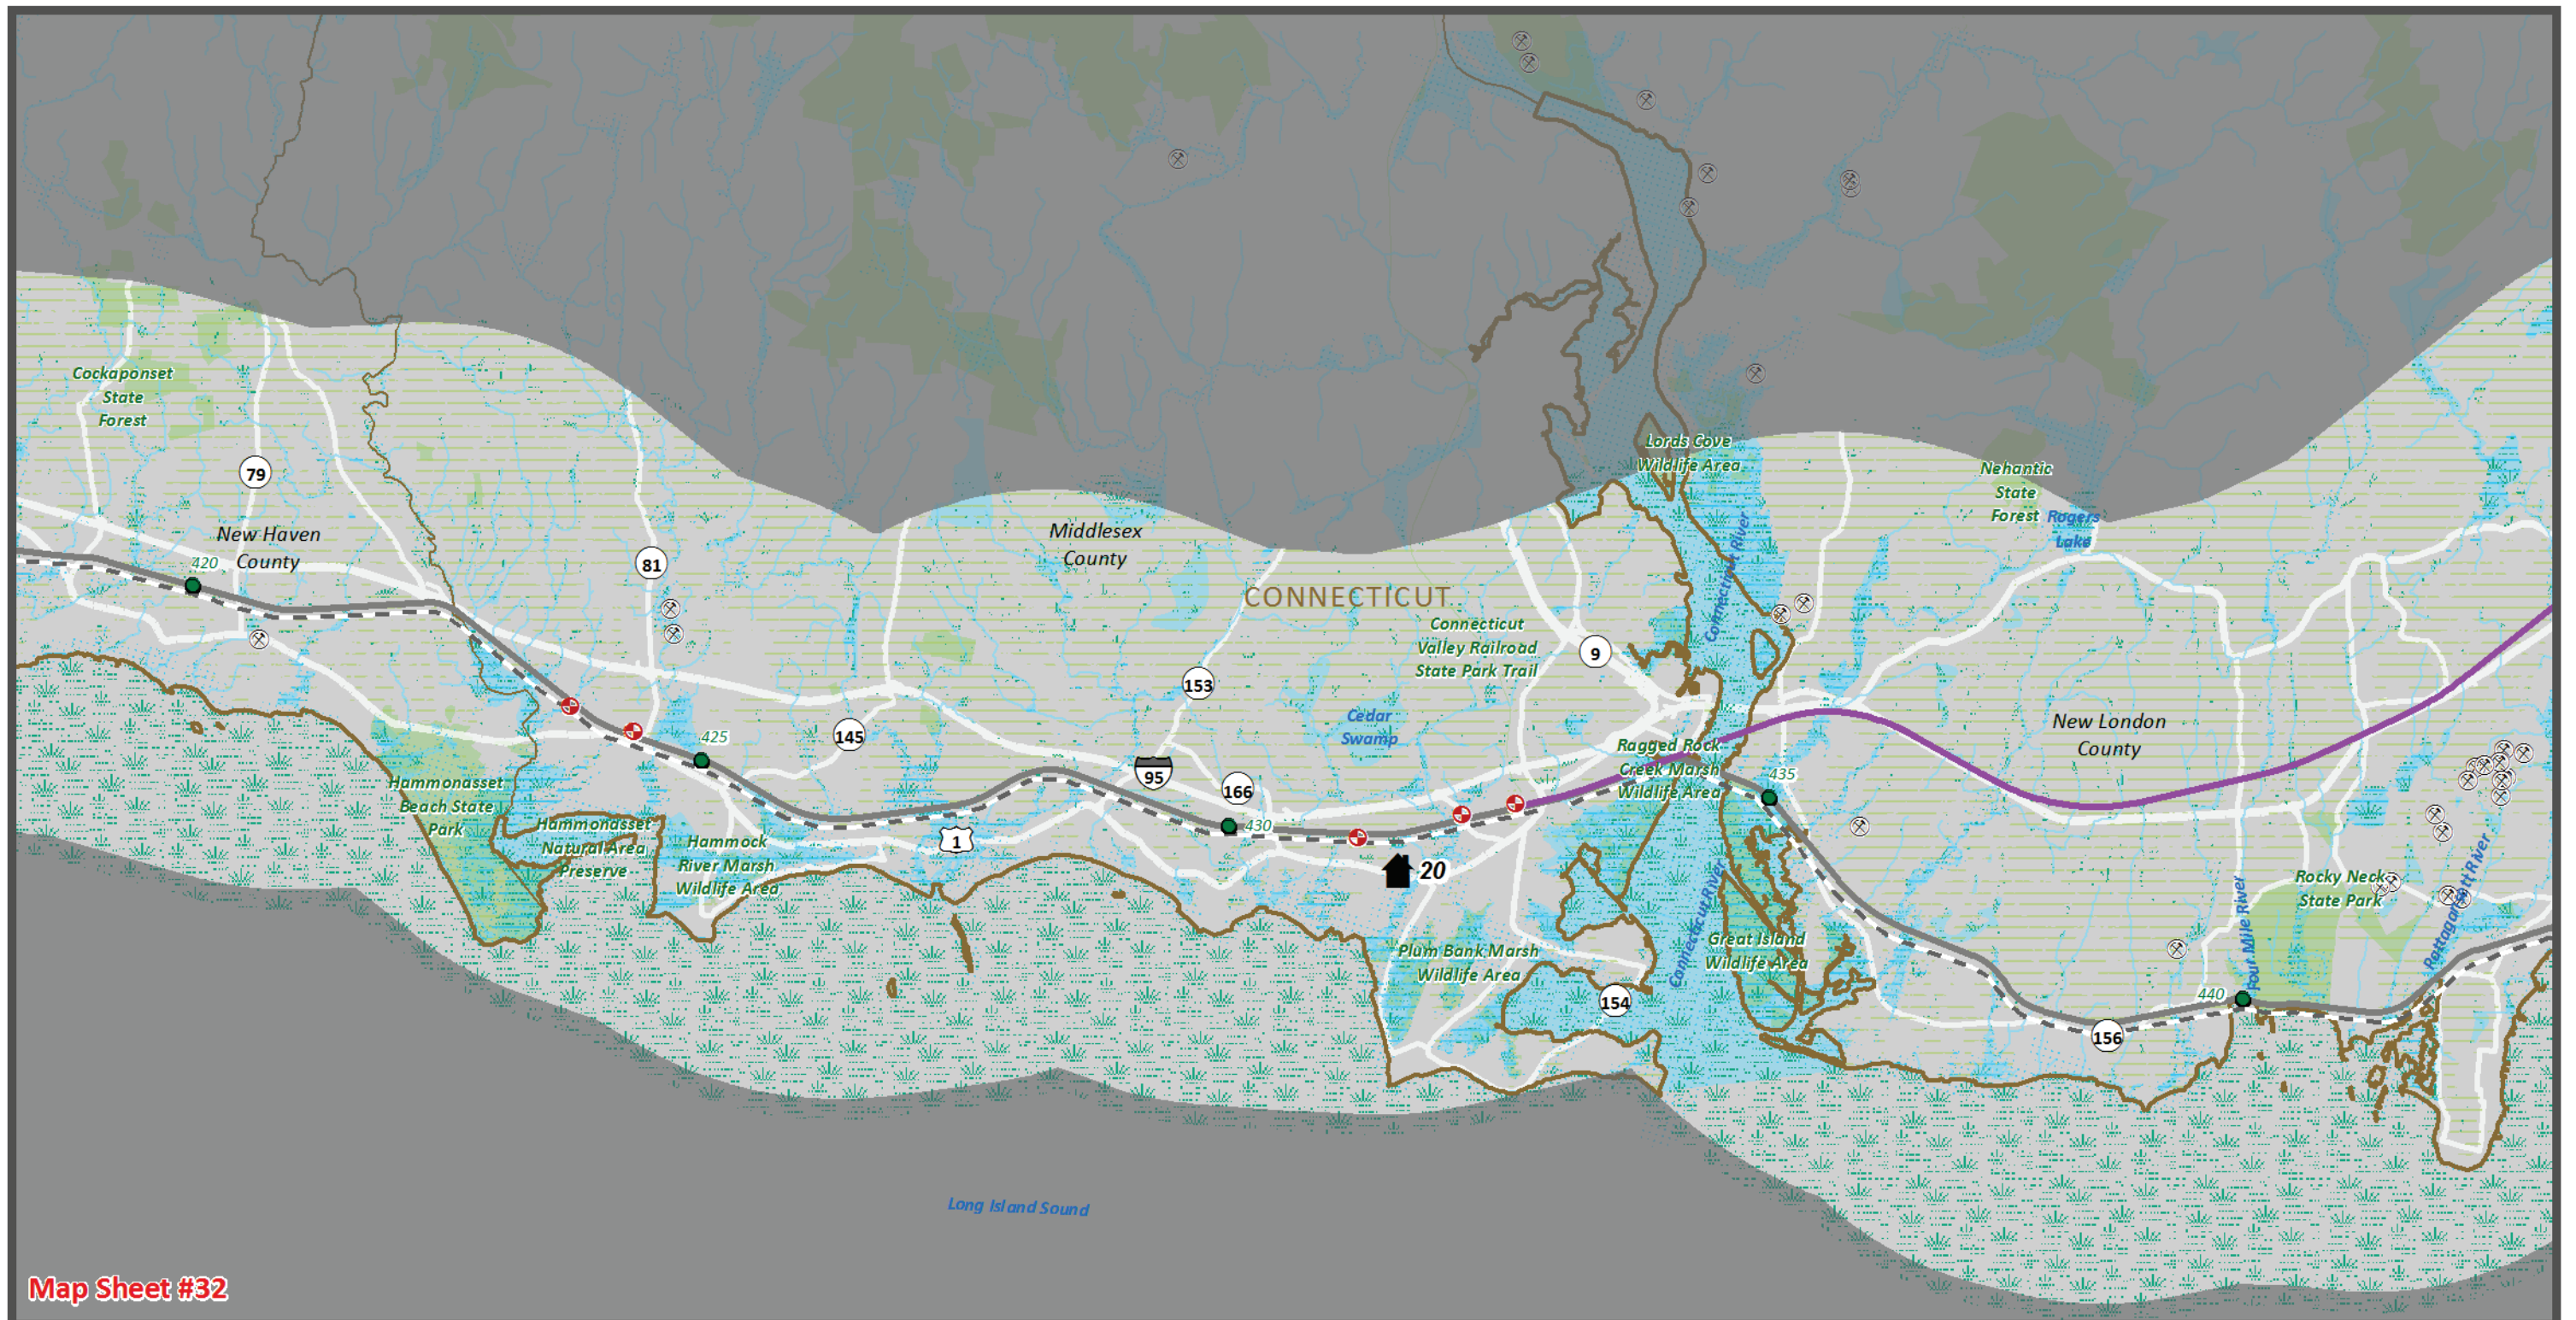 Cockaponset
State
Forest
79
New Haven
County
420
81
Middlesex
County
CONNECTICUT
Connecticut
Valley Railroad
State Park Trail
9
Lords Cove
Wildlife Area
Connecticut River
Nehantic
State
Forest
Rogers
Lake
153
145
425
Cedar
Swamp
95
166
430
1
20
Ragged Rock
Creek Marsh
Wildlife Area
435
New London
County
Hammonasset
Beach State
Park
Hammonasset
Natural Area
Preserve
Hammock
River Marsh
Wildlife Area
Plum Bank Marsh
Wildlife Area
154
Connecticut River
Great Island
Wildlife Area
Rocky Neck
State Park
Four Mile River
Pattagansett River
440
156
Long Island Sound
Map Sheet #32